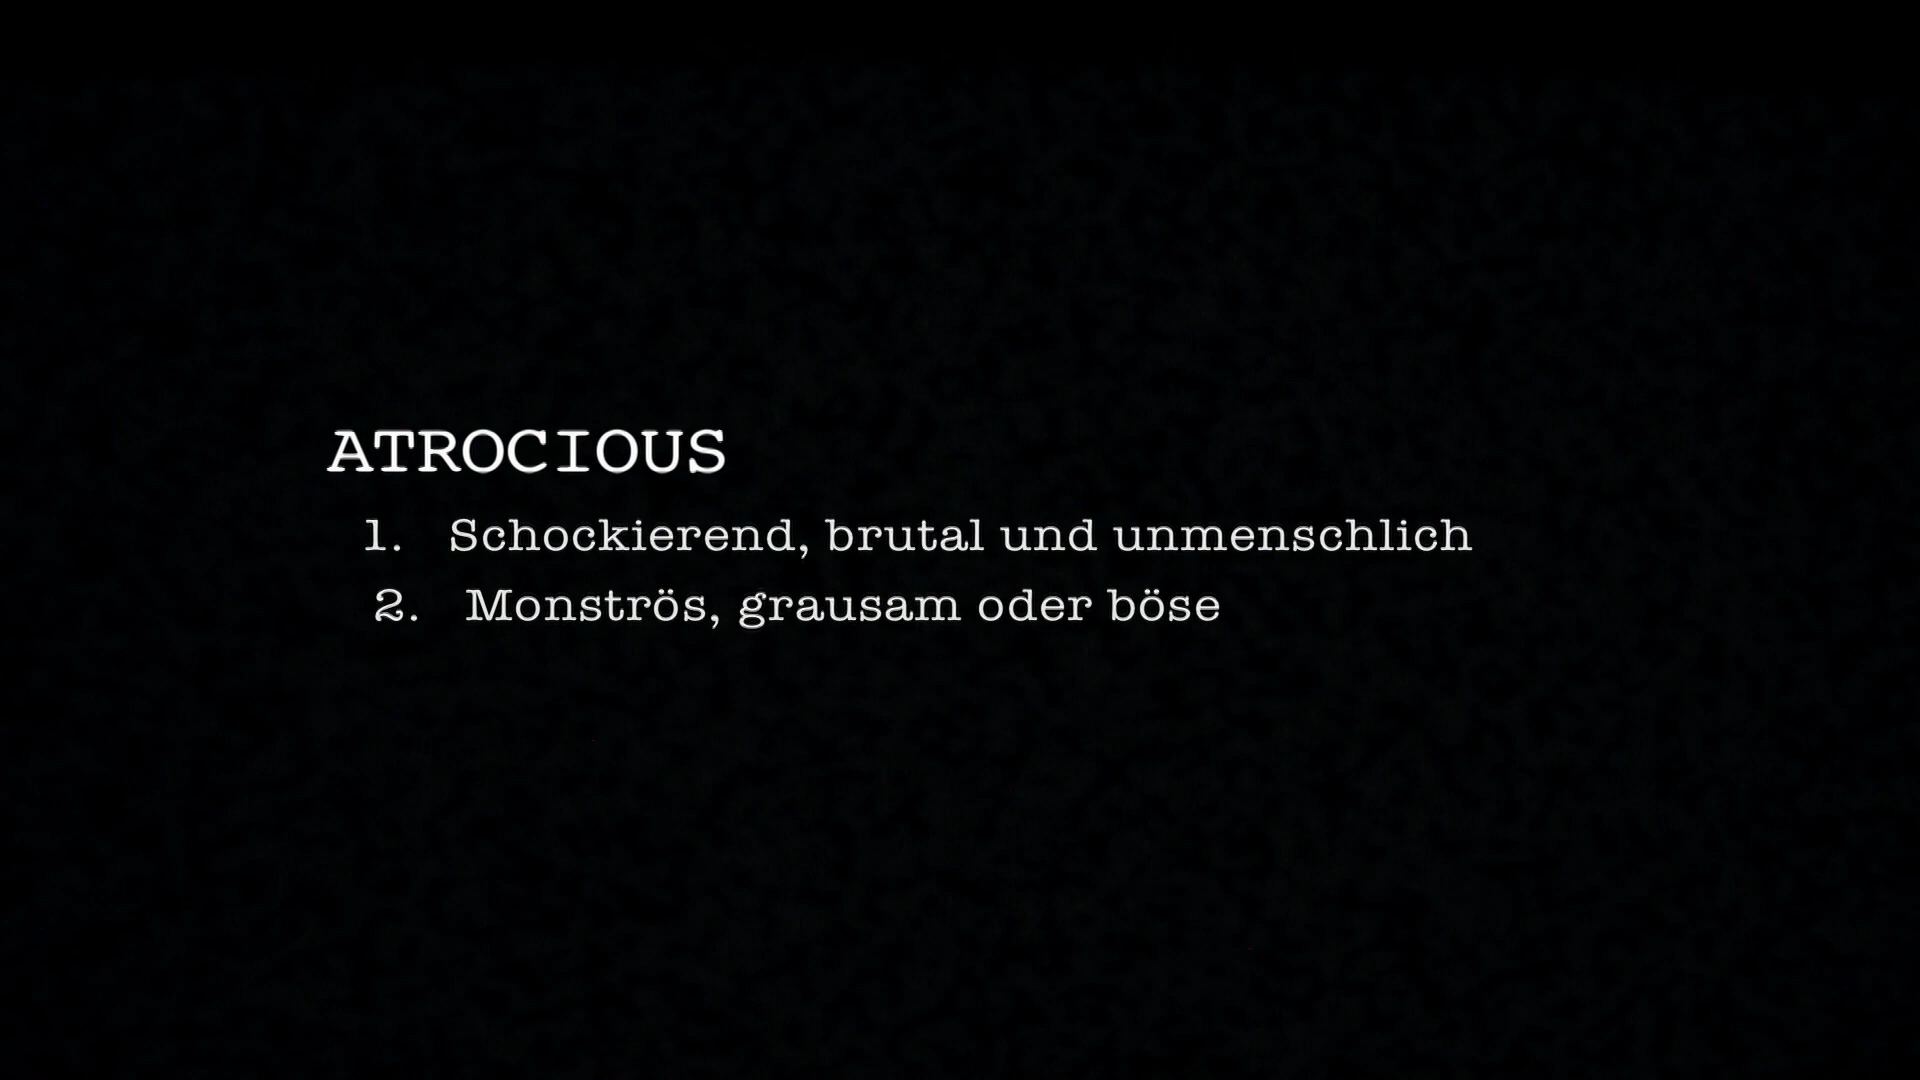 ATROCIOUS
1. Schockierend, brutal und unmenschlich
2. Monströs, grausam oder böse